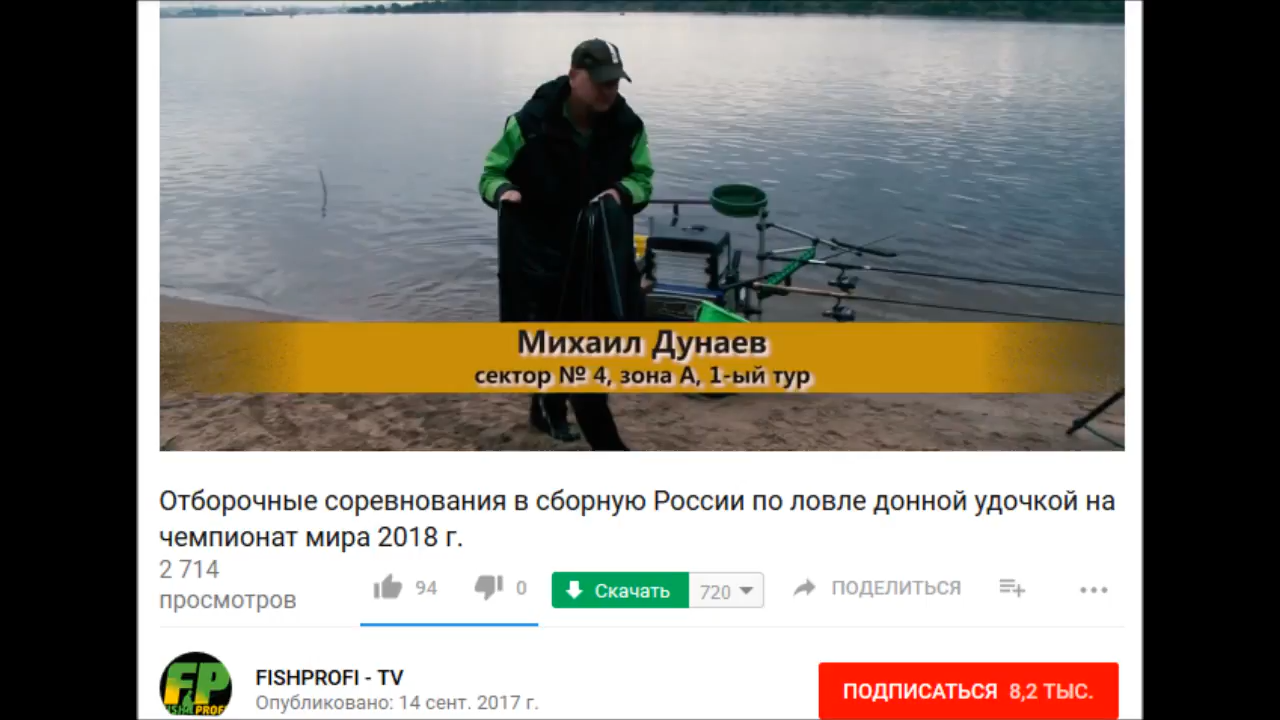 Михаил Дунаев
сектор № 4, зона А, 1-ый тур
Отборочные соревнования в сборную России по ловле донной удочкой на
чемпионат мира 2018 г.
2 714
просмотров
94
0
Скачать
720
ПОДЕЛИТЬСЯ
FP
FISHPROFI - TV
Опубликовано: 14 сент. 2017 г.
ПОДПИСАТЬСЯ 8,2 ТЫС.